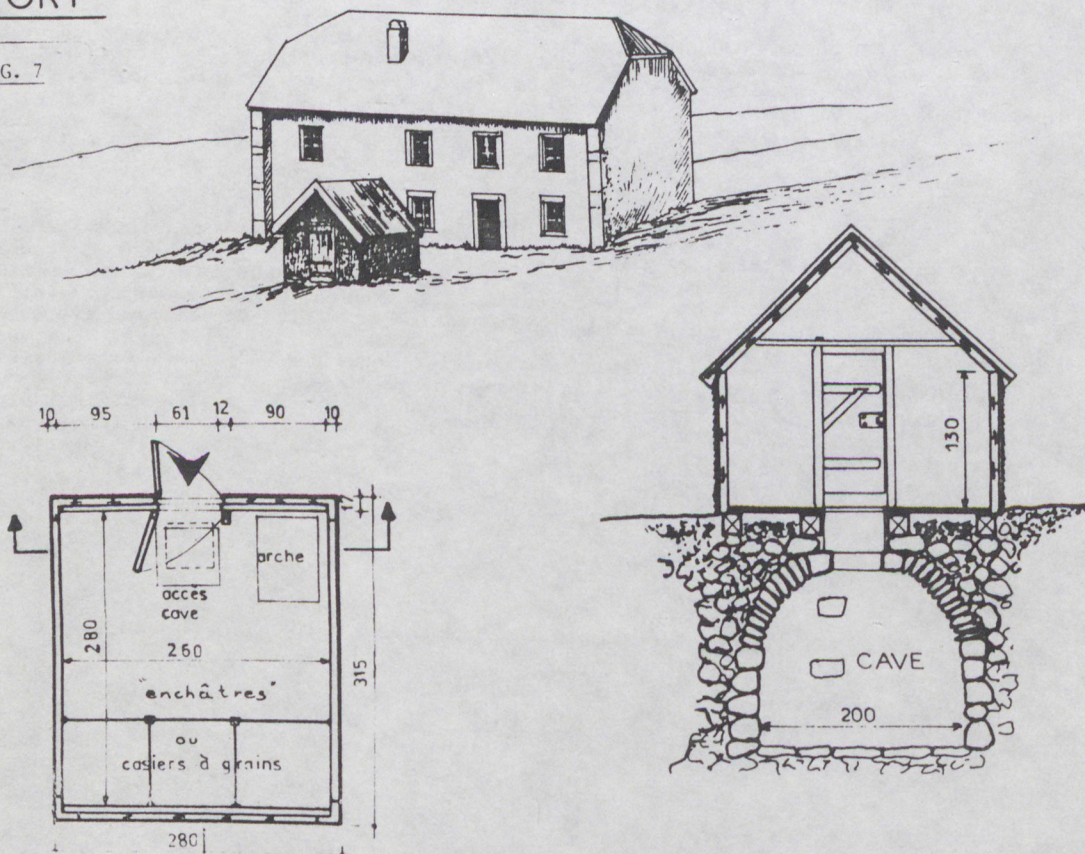 G. 7
10 95 61 12 90 10
arche
accès
cave
280
260
315
"enchâtres"
ou
casiers à grains
280
130
CAVE
200